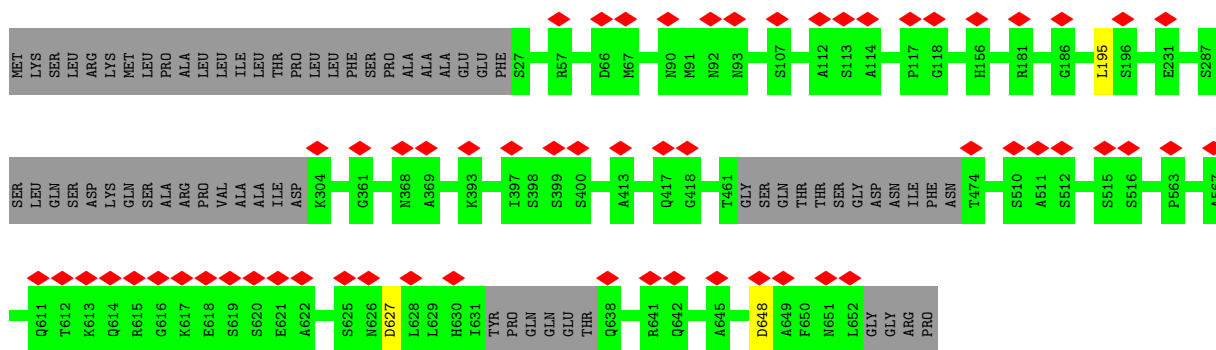 MET LYS SER LEU ARG LYS MET LEU PRO ALA LEU LEU ILE LEU THR PRO LEU LEU PHE SER PRO ALA ALA ALA GLU GLU PHE S27 R57 D66 M67 N90 M91 N92 N93 S107 A112 S113 A114 P117 G118 H156 R181 G186 L195 S196 E231 S287
SER LEU GLN SER ASP LYS GLN SER ALA ARG PRO VAL ALA ALA ILE ASP K304 G361 N368 A369 K393 I397 S398 S399 S400 A413 Q417 G418 T461 GLY SER GLN THR THR SER GLY ASP ASN ILE PHE ASN T474 S510 A511 S512 S515 S516 P563 A567
Q611 T612 K613 Q614 R615 G616 K617 E618 S619 S620 E621 A622 S625 N626 D627 L628 L629 H630 I631 TYR PRO GLN GLN GLU THR Q638 R641 Q642 A645 D648 A649 F650 N651 L652 GLY GLY ARG PRO